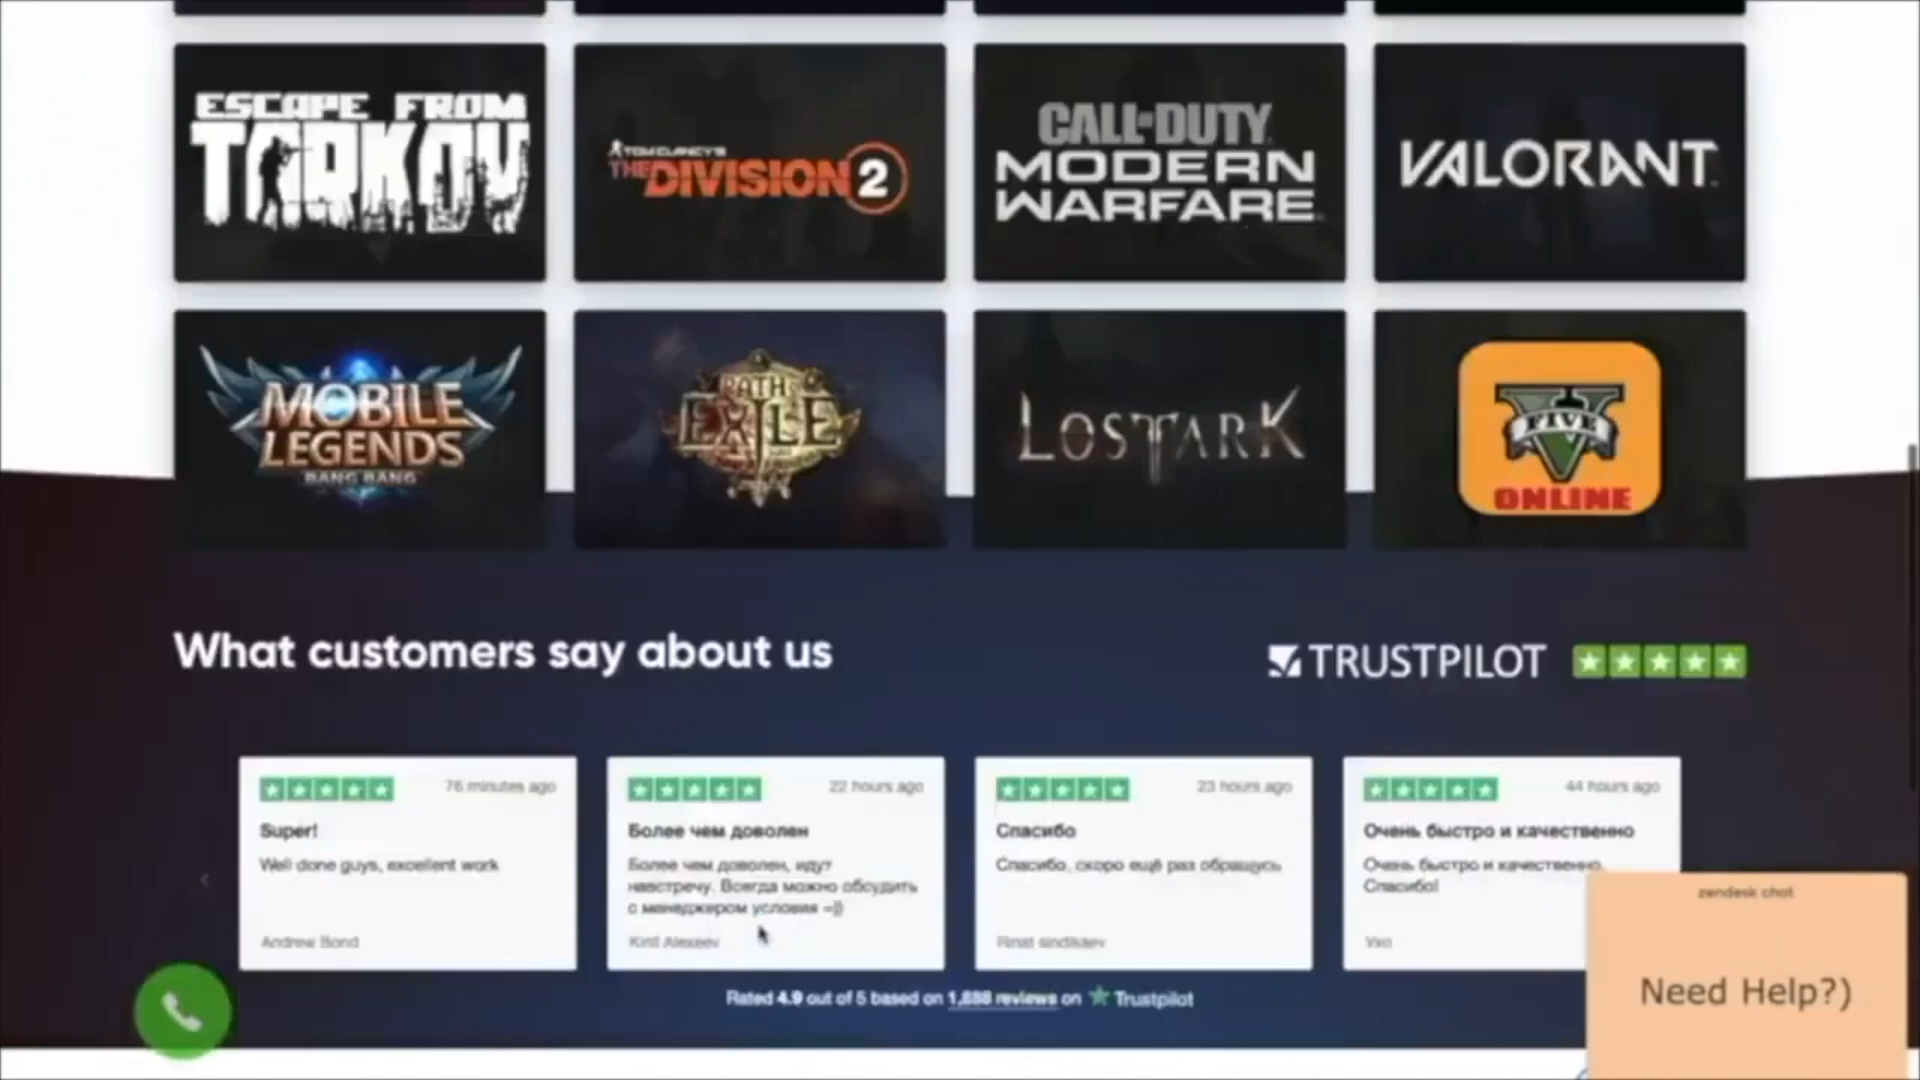 ESCAPE FROM
TARKOV
TOM CLANCY'S
THE DIVISION 2
CALL OF DUTY
MODERN
WARFARE
VALORANT
MOBILE
LEGENDS
BANG BANG
PATH OF
EXILE
LOST ARK
FIVE
ONLINE
What customers say about us
TRUSTPILOT
76 minutes ago
Super!
Well done guys, excellent work
Andrew Bond
22 hours ago
Более чем доволен
Более чем доволен, идут
навстречу. Всегда можно обсудить
с менеджером условия =))
Kirill Alexeev
23 hours ago
Спасибо
Спасибо, скоро ещё раз обращусь
Rinat sindikaev
44 hours ago
Очень быстро и качественно
Очень быстро и качественно.
Спасибо!
Rated 4.9 out of 5 based on 1,688 reviews on Trustpilot
zendesk chat
Need Help?)